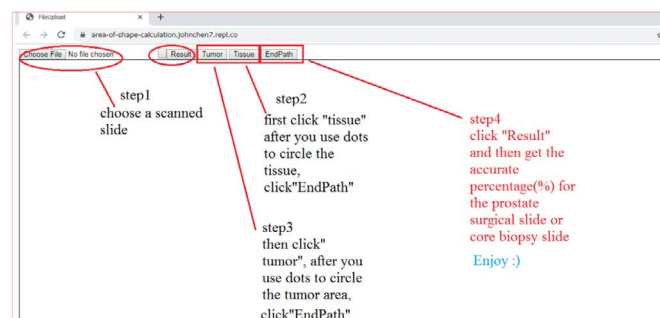 FileUpload
area-of-shape-calculation.johnchen7.repl.co
Choose File No file chosen Result Tumor Tissue EndPath
step1
choose a scanned
slide
step2
first click "tissue"
after you use dots
to circle the
tissue,
click"EndPath"
step3
then click"
tumor", after you
use dots to circle
the tumor area,
click"EndPath"
step4
click "Result"
and then get the
accurate
percentage(%) for
the prostate
surgical slide or
core biopsy slide
Enjoy :)